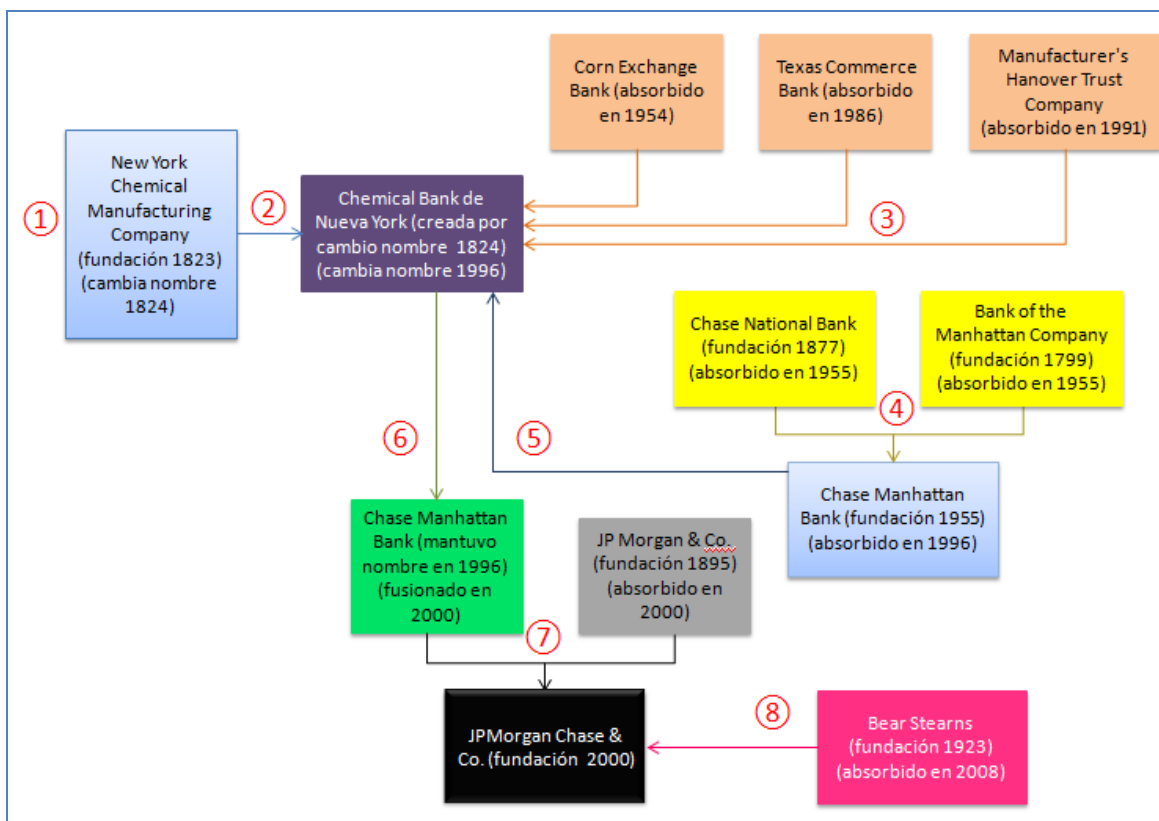 Corn Exchange
Bank (absorbido
en 1954)
Texas Commerce
Bank (absorbido
en 1986)
Manufacturer's
Hanover Trust
Company
(absorbido en 1991)
①
New York
Chemical
Manufacturing
Company
(fundación 1823)
(cambia nombre
1824)
②
Chemical Bank de
Nueva York (creada por
cambio nombre 1824)
(cambia nombre 1996)
③
Chase National Bank
(fundación 1877)
(absorbido en 1955)
Bank of the
Manhattan Company
(fundación 1799)
(absorbido en 1955)
④
⑥
⑤
Chase Manhattan
Bank (fundación 1955)
(absorbido en 1996)
Chase Manhattan
Bank (mantuvo
nombre en 1996)
(fusionado en
2000)
JP Morgan & Co.
(fundación 1895)
(absorbido en
2000)
⑦
JPMorgan Chase &
Co. (fundación 2000)
⑧
Bear Stearns
(fundación 1923)
(absorbido en 2008)